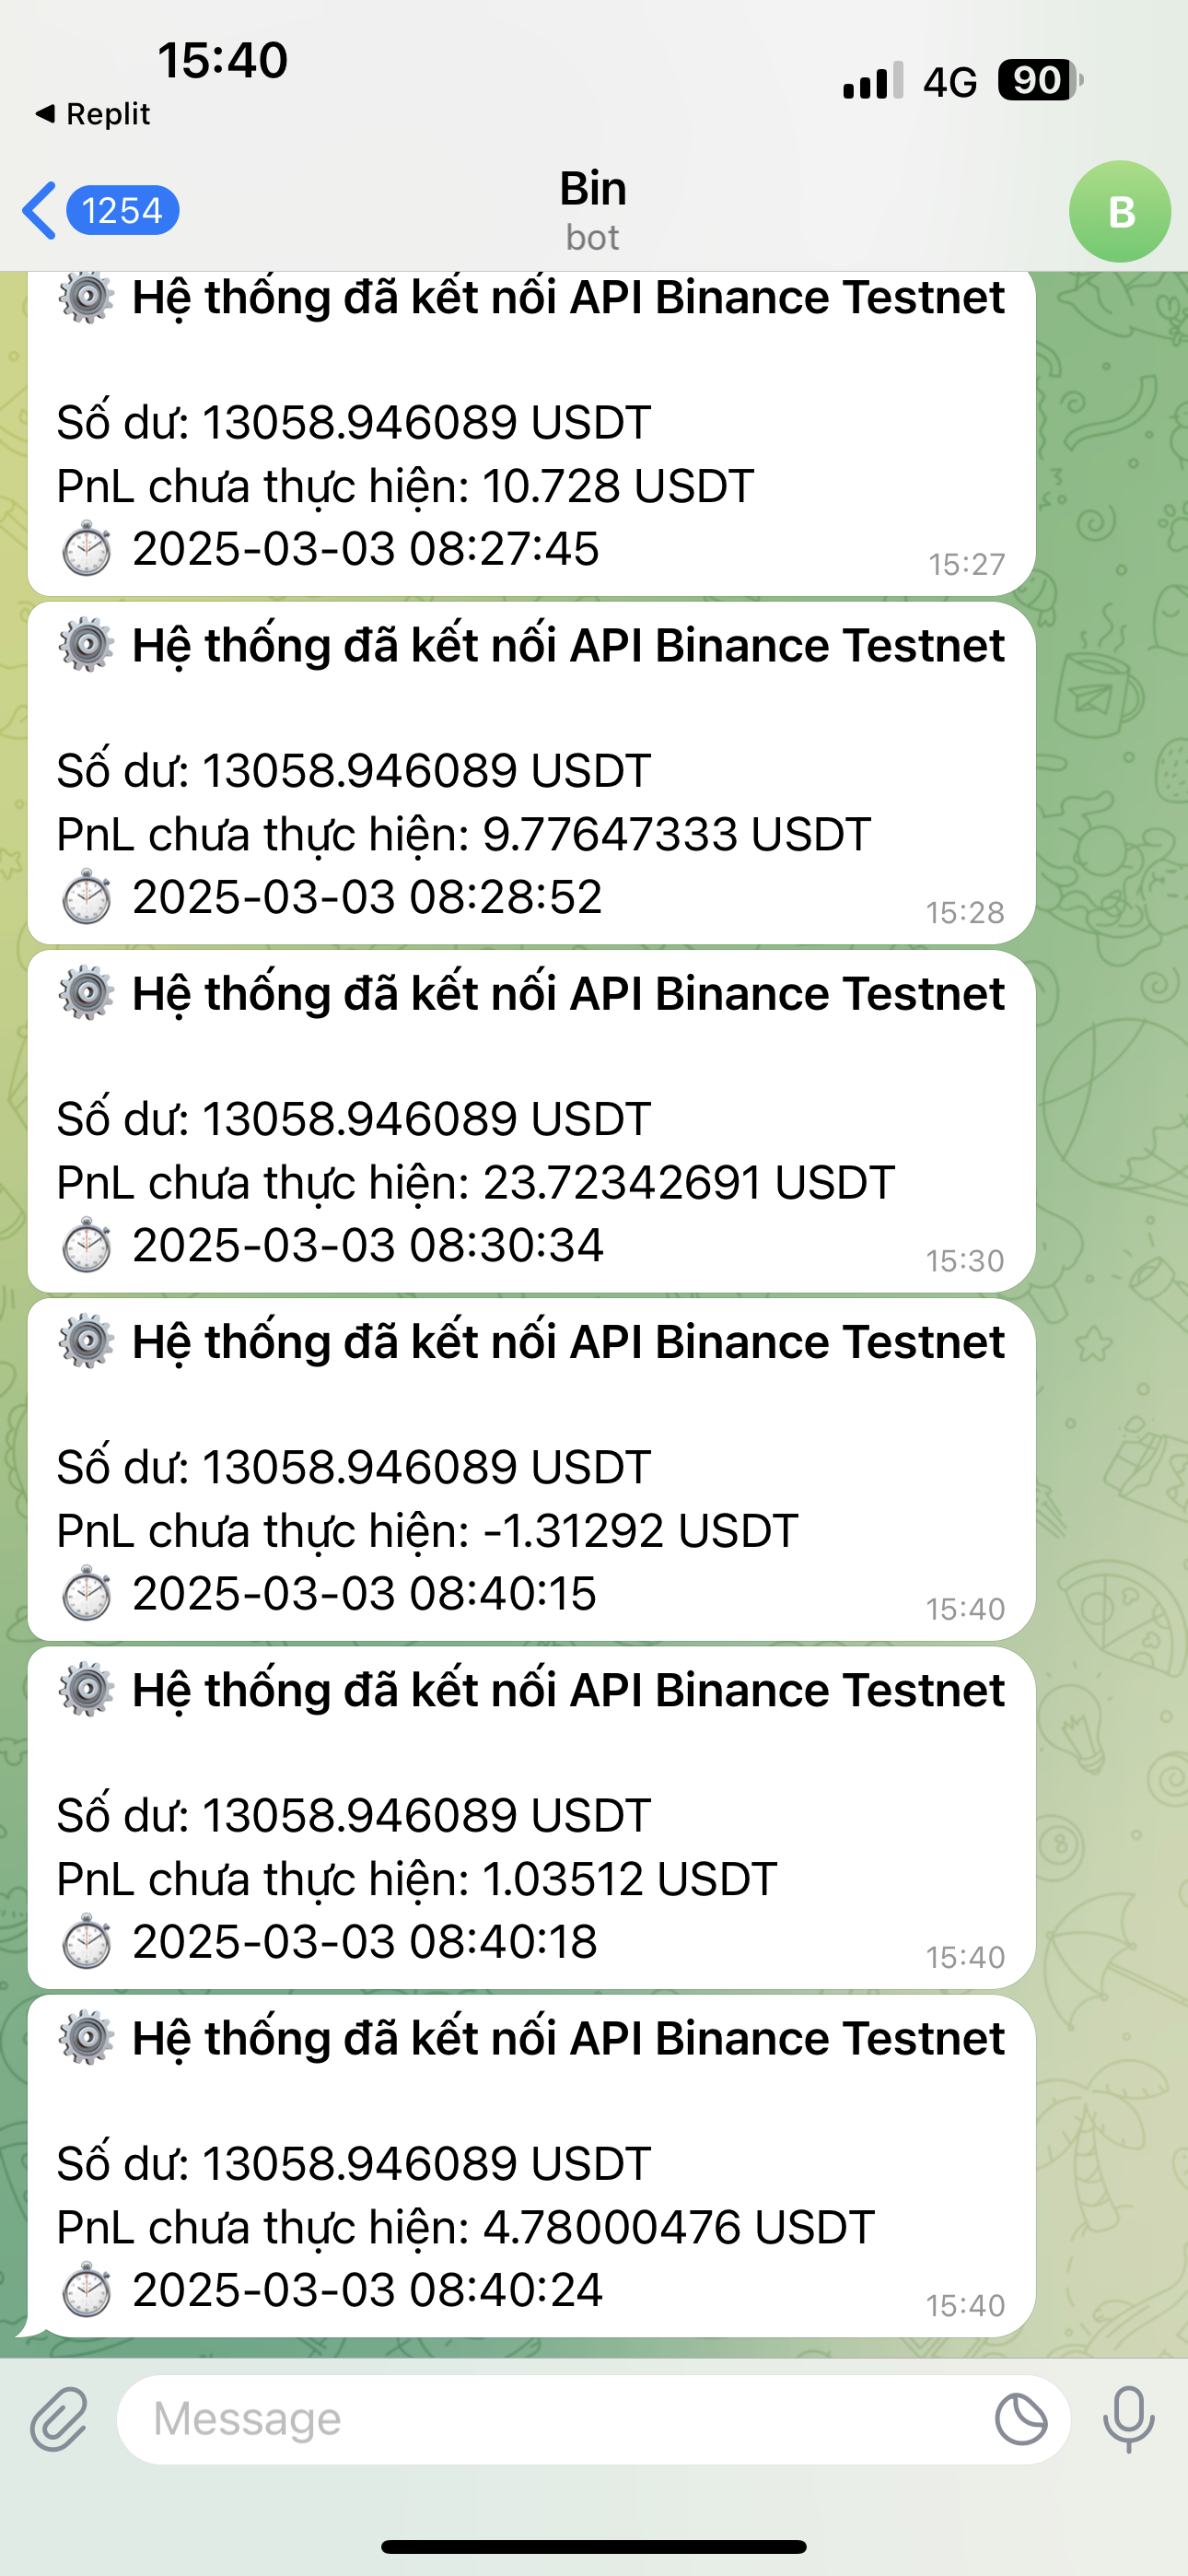 15:40
4G
90
◀ Replit
1254
Bin
bot
B
⚙️ Hệ thống đã kết nối API Binance Testnet
Số dư: 13058.946089 USDT
PnL chưa thực hiện: 10.728 USDT
⏱ 2025-03-03 08:27:45
15:27
⚙️ Hệ thống đã kết nối API Binance Testnet
Số dư: 13058.946089 USDT
PnL chưa thực hiện: 9.77647333 USDT
⏱ 2025-03-03 08:28:52
15:28
⚙️ Hệ thống đã kết nối API Binance Testnet
Số dư: 13058.946089 USDT
PnL chưa thực hiện: 23.72342691 USDT
⏱ 2025-03-03 08:30:34
15:30
⚙️ Hệ thống đã kết nối API Binance Testnet
Số dư: 13058.946089 USDT
PnL chưa thực hiện: -1.31292 USDT
⏱ 2025-03-03 08:40:15
15:40
⚙️ Hệ thống đã kết nối API Binance Testnet
Số dư: 13058.946089 USDT
PnL chưa thực hiện: 1.03512 USDT
⏱ 2025-03-03 08:40:18
15:40
⚙️ Hệ thống đã kết nối API Binance Testnet
Số dư: 13058.946089 USDT
PnL chưa thực hiện: 4.78000476 USDT
⏱ 2025-03-03 08:40:24
15:40
Message